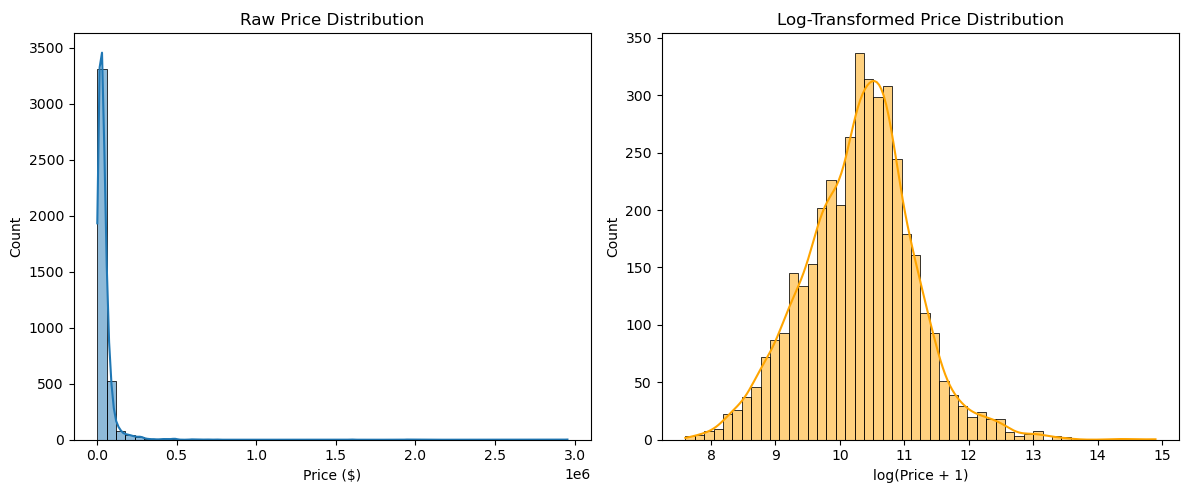 Raw Price Distribution
3500
3000
2500
2000
1500
1000
500
0
Count
0.0 0.5 1.0 1.5 2.0 2.5 3.0
1e6
Price ($)
Log-Transformed Price Distribution
350
300
250
200
150
100
50
0
Count
8 9 10 11 12 13 14 15
log(Price + 1)